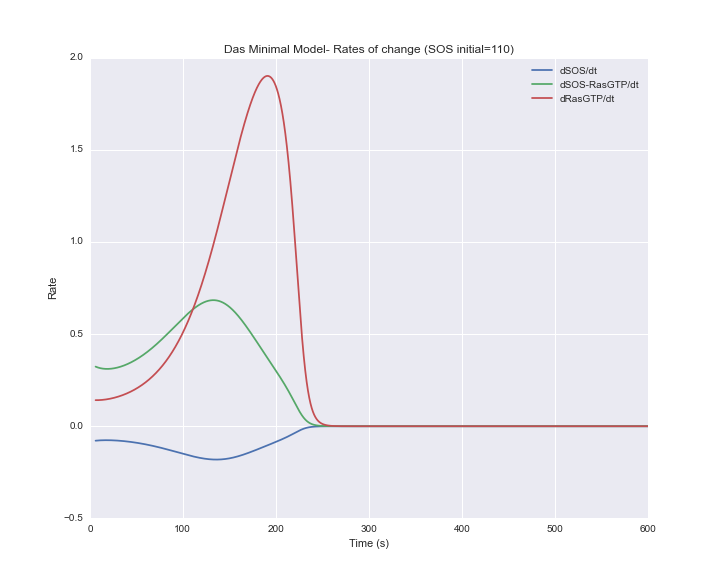 Das Minimal Model- Rates of change (SOS initial=110)
2.0
1.5
1.0
0.5
0.0
−0.5
Rate
dSOS/dt
dSOS-RasGTP/dt
dRasGTP/dt
0 100 200 300 400 500 600
Time (s)